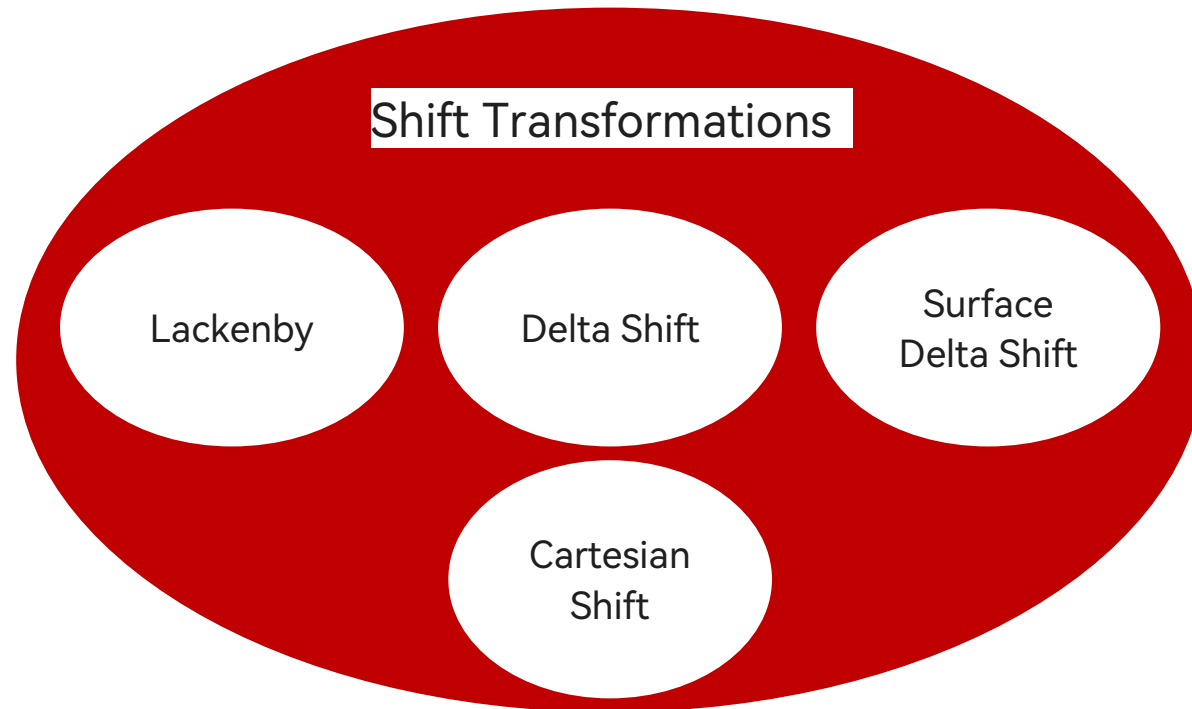 Shift Transformations
Lackenby
Delta Shift
Surface
Delta Shift
Cartesian
Shift